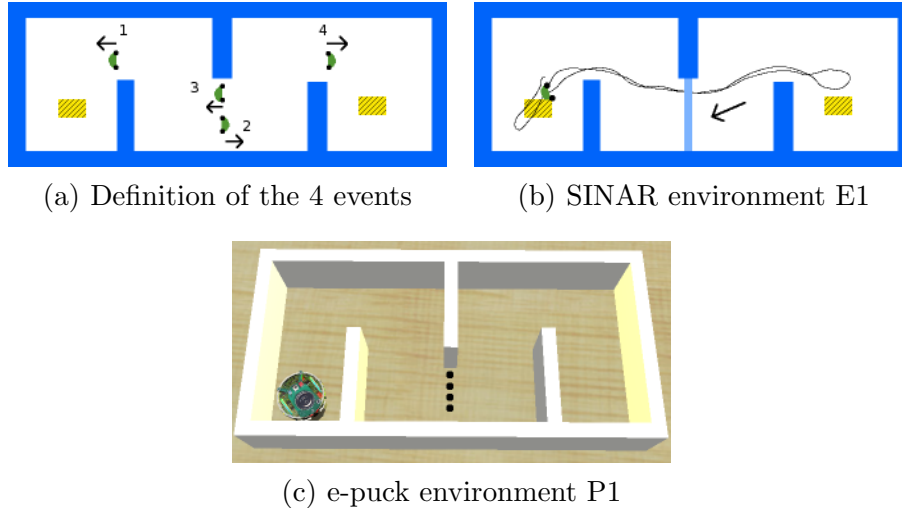 1
4
3
2
(a) Definition of the 4 events
(b) SINAR environment E1
(c) e-puck environment P1